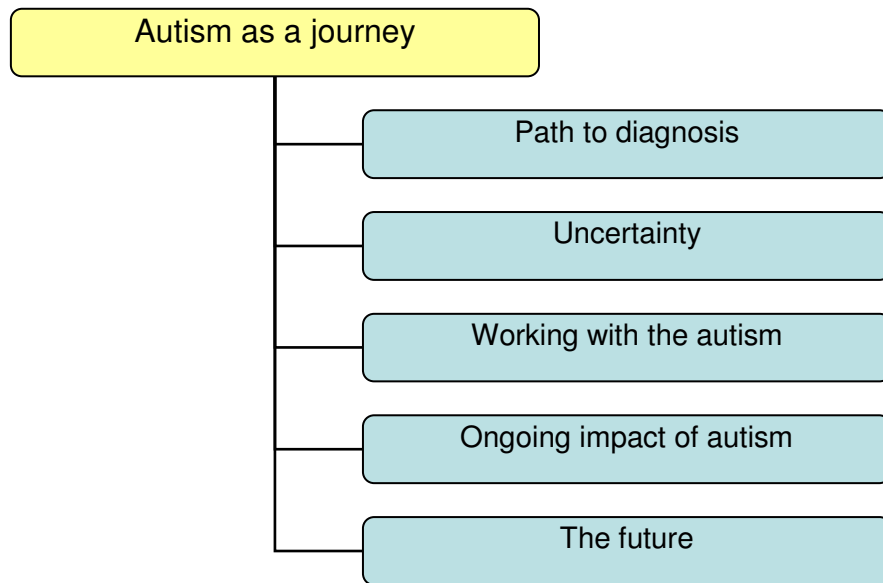 Autism as a journey
Path to diagnosis
Uncertainty
Working with the autism
Ongoing impact of autism
The future